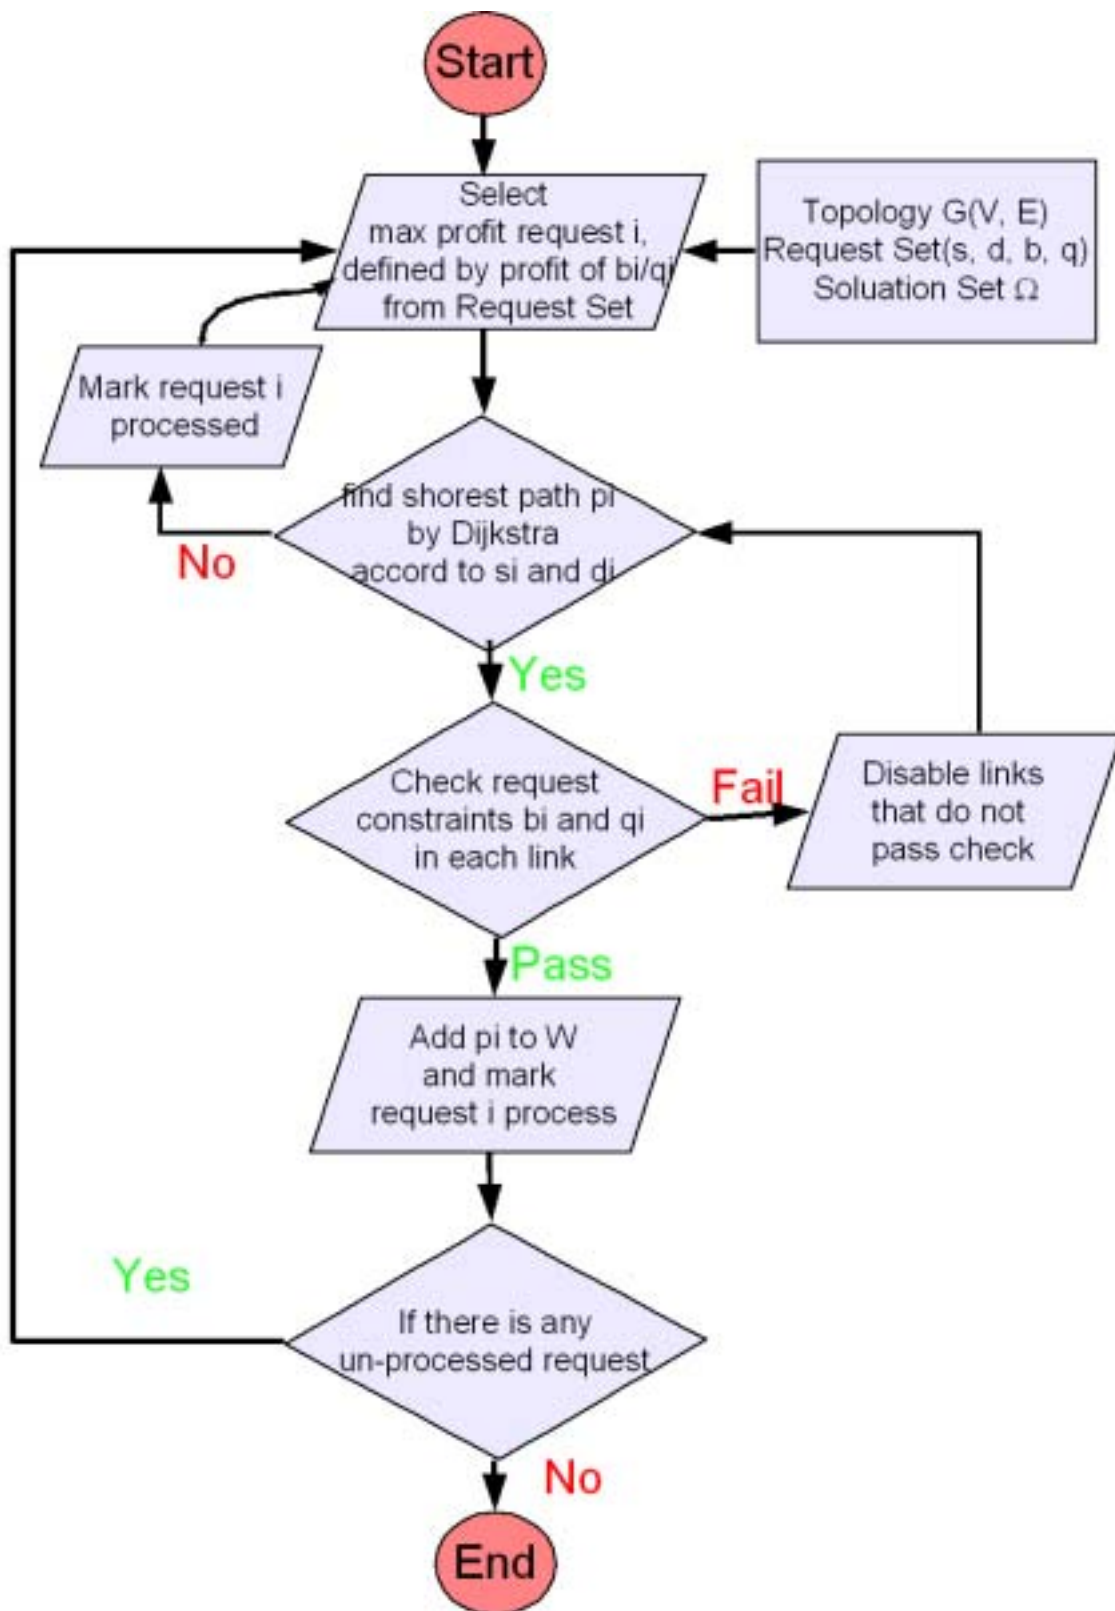 Start
Select
max profit request i,
defined by profit of bi/qi
from Request Set
Topology G(V, E)
Request Set(s, d, b, q)
Soluation Set Ω
Mark request i
processed
find shorest path pi
by Dijkstra
accord to si and di
No
Yes
Check request
constraints bi and qi
in each link
Fail
Disable links
that do not
pass check
Pass
Add pi to W
and mark
request i process
Yes
If there is any
un-processed request
No
End